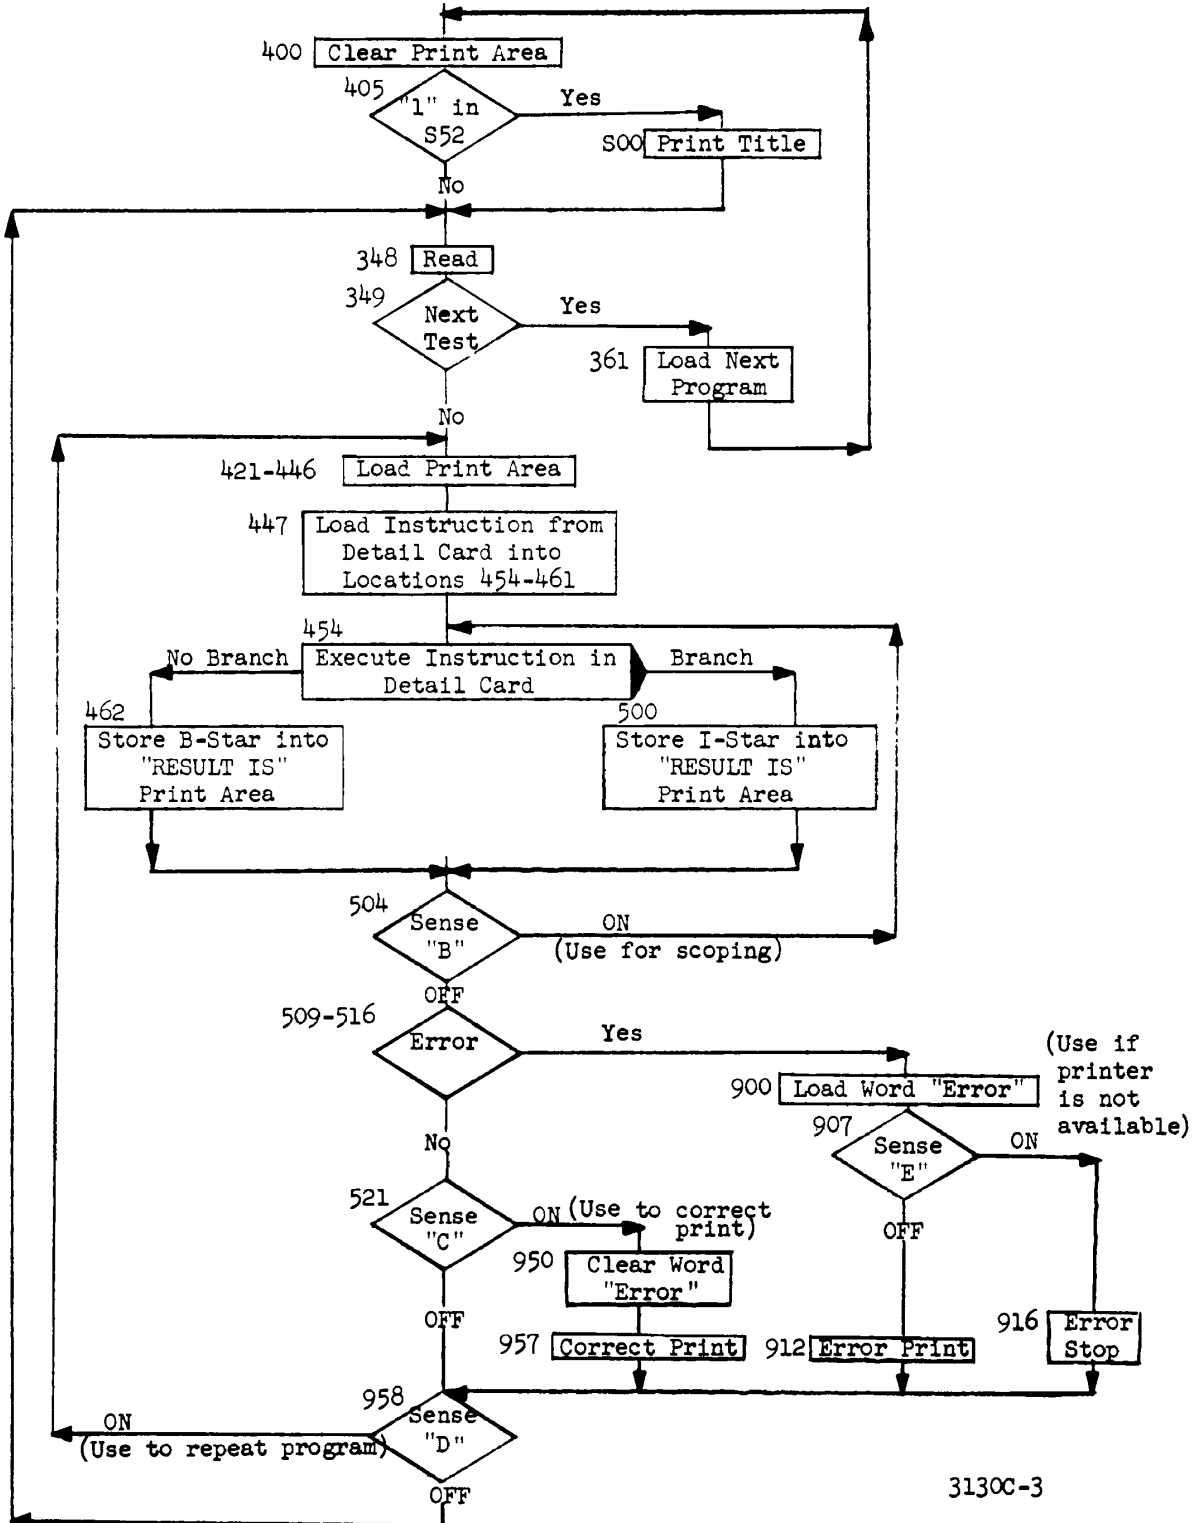 400 Clear Print Area
405
"1" in
S52
Yes
S00 Print Title
No
348 Read
349
Next
Test
Yes
361 Load Next
Program
No
421-446 Load Print Area
447 Load Instruction from
Detail Card into
Locations 454-461
454
No Branch
Execute Instruction in
Detail Card
Branch
462
Store B-Star into
"RESULT IS"
Print Area
500
Store I-Star into
"RESULT IS"
Print Area
504
Sense
"B"
ON
(Use for scoping)
OFF
509-516
Error
Yes
(Use if
printer
is not
available)
900 Load Word "Error"
907
Sense
"E"
ON
No
521
Sense
"C"
ON (Use to correct
print)
OFF
950 Clear Word
"Error"
OFF
957 Correct Print
912 Error Print
916 Error
Stop
958
Sense
"D"
ON
(Use to repeat program)
OFF
3130C-3